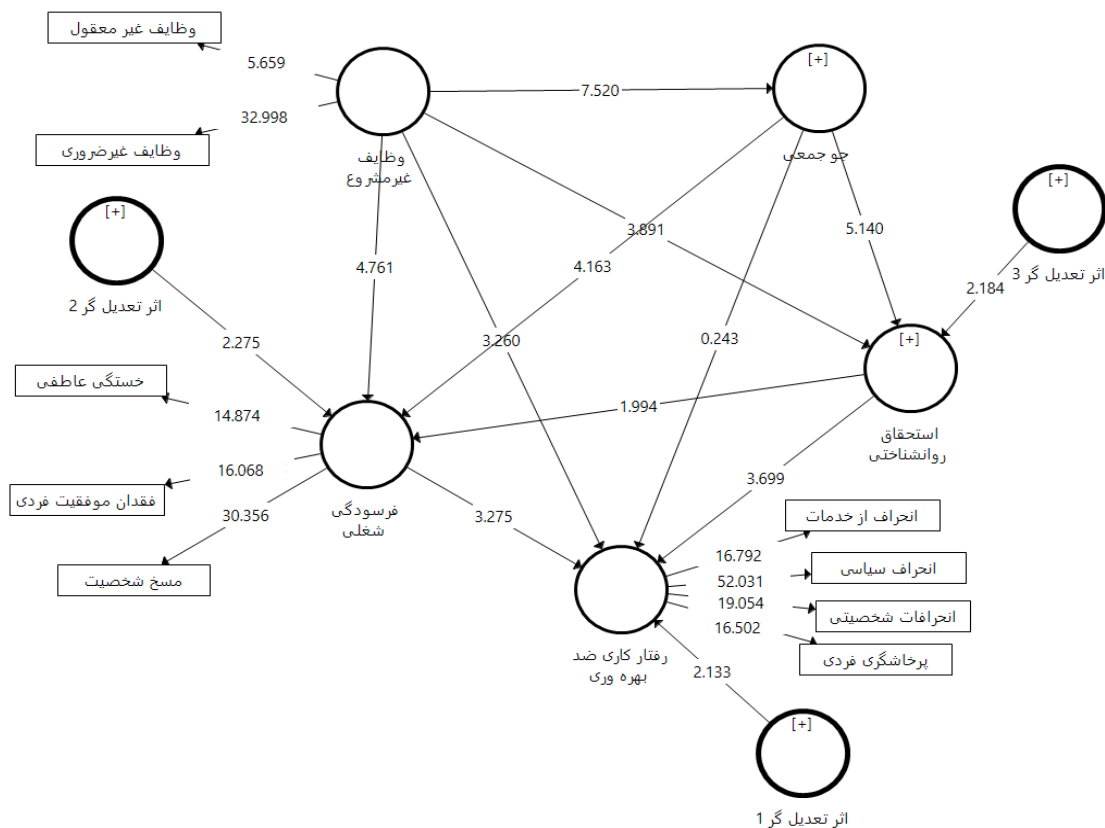 وظایف غیر معقول
5.659
32.998
وظایف غیرضروری
وظایف
غیرمشروع
[+]
جو جمعی
7.520
[+]
اثر تعدیل گر 2
[+]
اثر تعدیل گر 3
4.761
4.163
3.891
5.140
2.184
2.275
3.260
0.243
[+]
استحقاق
روانشناختی
1.994
3.699
خستگی عاطفی
14.874
16.068
فقدان موفقیت فردی
30.356
مسخ شخصیت
فرسودگی
شغلی
3.275
انحراف از خدمات
16.792
انحراف سیاسی
52.031
19.054
انحرافات شخصیتی
16.502
پرخاشگری فردی
رفتار کاری ضد
بهره وری
2.133
[+]
اثر تعدیل گر 1